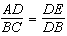 AD/BC = DE/DB